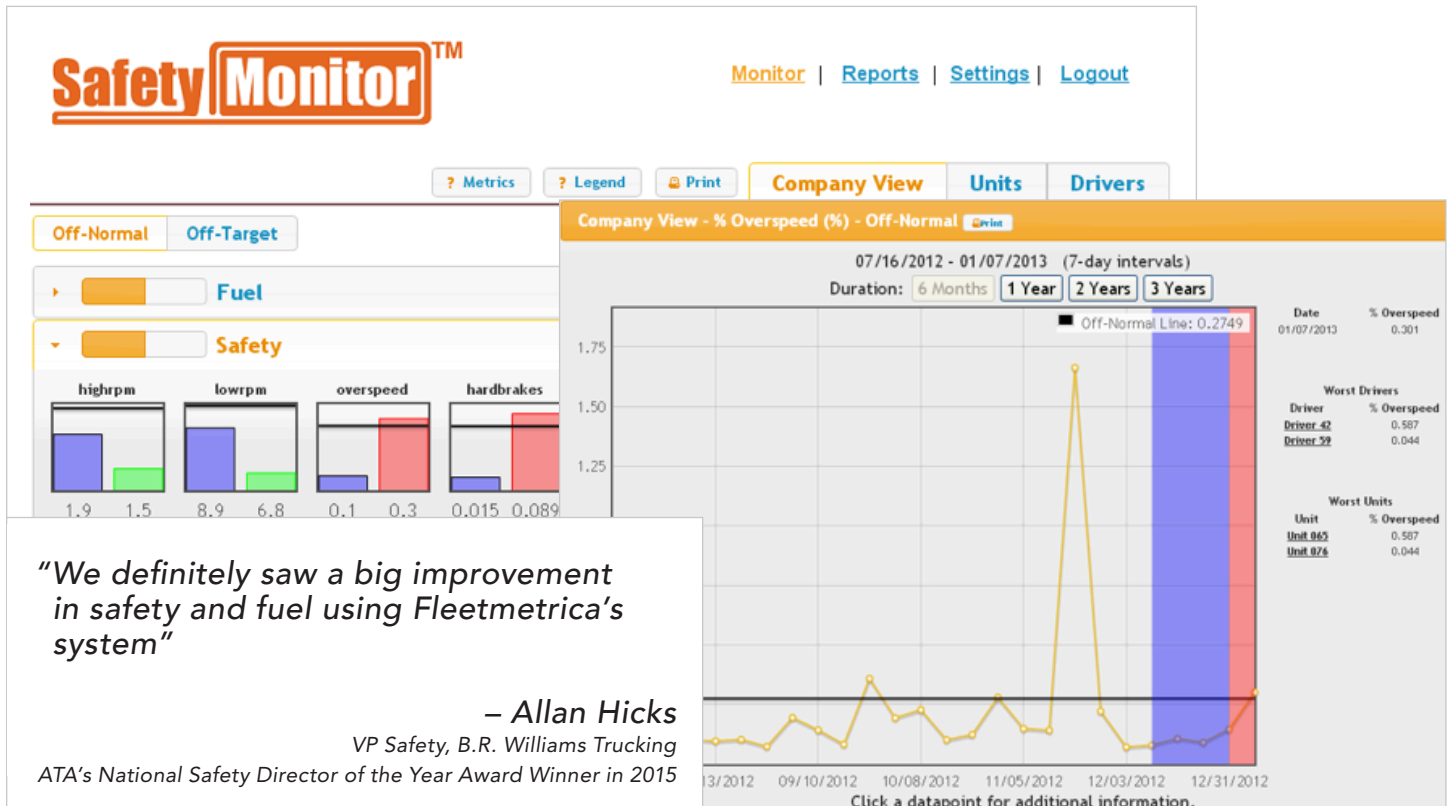 Safety Monitor™
Monitor | Reports | Settings | Logout
? Metrics ? Legend Print Company View Units Drivers
Off-Normal Off-Target
Fuel
Safety
highrpm lowrpm overspeed hardbrakes
1.9 1.5 8.9 6.8 0.1 0.3 0.015 0.089
Company View - % Overspeed (%) - Off-Normal Print
07/16/2012 - 01/07/2013 (7-day intervals)
Duration: 6 Months 1 Year 2 Years 3 Years
Off-Normal Line: 0.2749
1.75
1.50
1.25
13/2012 09/10/2012 10/08/2012 11/05/2012 12/03/2012 12/31/2012
Click a datapoint for additional information.
Date % Overspeed
01/07/2013 0.301
Worst Drivers
Driver % Overspeed
Driver 42 0.587
Driver 59 0.044
Worst Units
Unit % Overspeed
Unit 065 0.587
Unit 076 0.044
“We definitely saw a big improvement
in safety and fuel using Fleetmetrica’s
system”
– Allan Hicks
VP Safety, B.R. Williams Trucking
ATA’s National Safety Director of the Year Award Winner in 2015